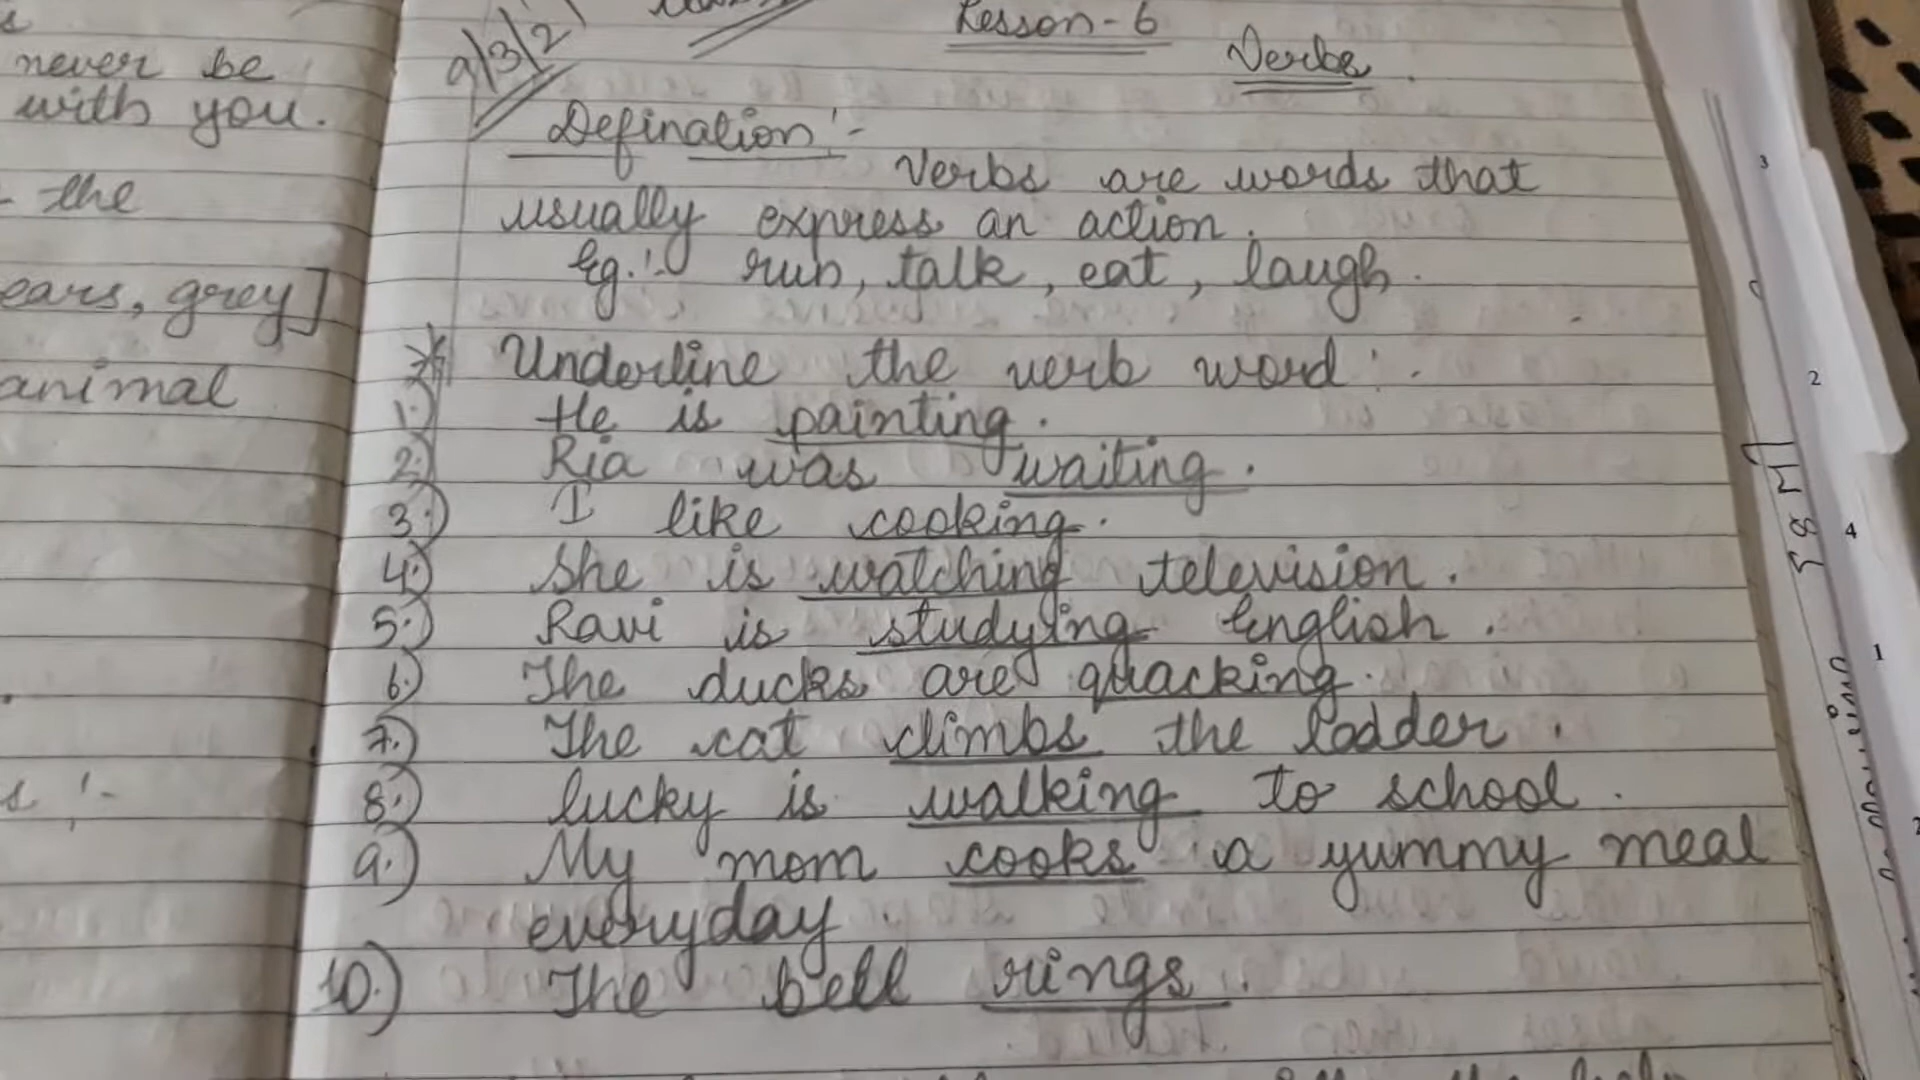 never be
with you.
the
ears, grey]
animal
9/3/2
Lesson-6
Verbs
Defination:-
Verbs are words that
usually express an action.
Eg.:- run, talk, eat, laugh.
* Underline the verb word:
1.) He is painting.
2.) Ria was waiting.
3.) I like cooking.
4.) She is watching television.
5.) Ravi is studying English.
6.) The ducks are quacking.
7.) The cat climbs the ladder.
8.) lucky is walking to school.
9.) My mom cooks a yummy meal
everyday.
10.) The bell rings.
3
2
4
1